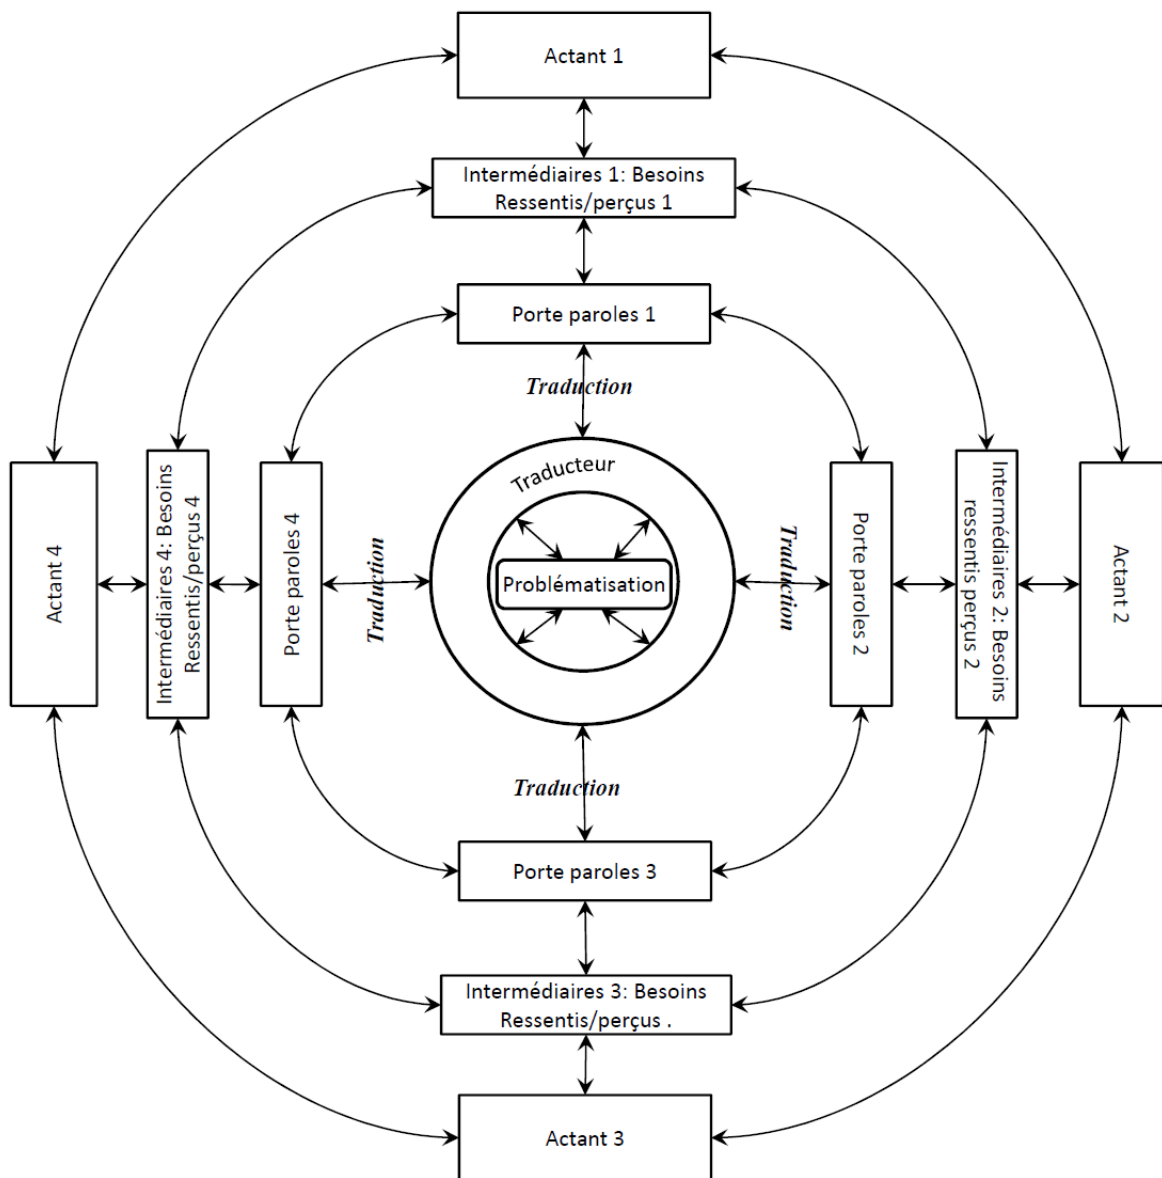 Actant 1
Intermédiaires 1: Besoins
Ressentis/perçus 1
Porte paroles 1
Traduction
Traducteur
Problématisation
Actant 4
Intermédiaires 4: Besoins
Ressentis/perçus 4
Porte paroles 4
Traduction
Traduction
Porte paroles 2
Intermédiaires 2: Besoins
ressentis perçus 2
Actant 2
Traduction
Porte paroles 3
Intermédiaires 3: Besoins
Ressentis/perçus .
Actant 3